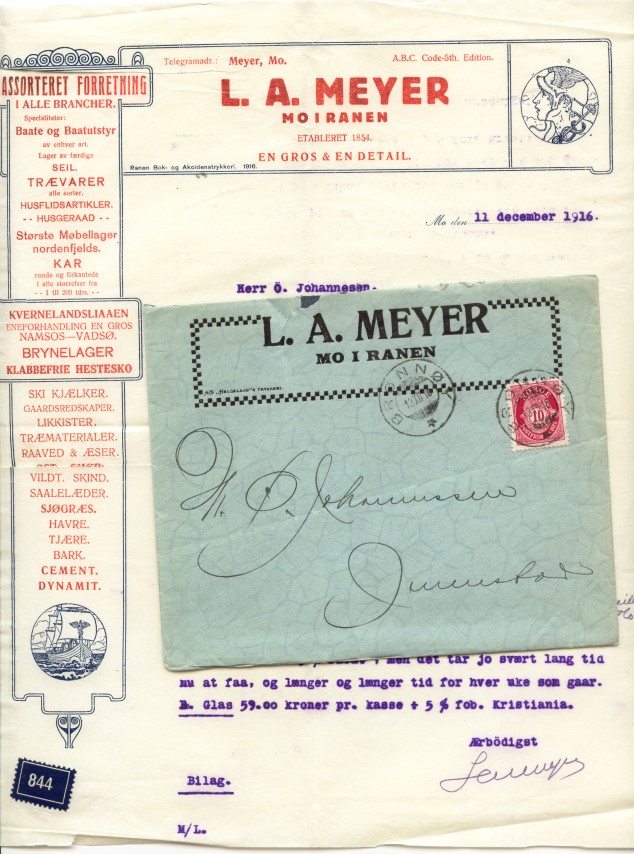 Telegramadr.: Meyer, Mo.
A.B.C. Code-5th. Edition.
L. A. MEYER
MO I RANEN
ETABLERET 1854.
EN GROS & EN DETAIL.
Ranen Bok- og Akcidenstrykkeri. 1916.
ASSORTERET FORRETNING
I ALLE BRANCHER.
Specialiteter:
Baate og Baatutstyr
av enhver art.
Lager av færdige
SEIL.
TRÆVARER
alle sorter.
HUSFLIDSARTIKLER.
- - HUSGERAAD - -
Største Møbellager
nordenfjelds.
KAR
runde og firkantede
i alle størrelser fra
- - 1 til 200 tdrs. - -
KVERNELANDSLJAAEN
ENEFORHANDLING EN GROS
NAMSOS—VADSØ.
BRYNELAGER
KLABBEFRIE HESTESKO
SKI KJÆLKER.
GAARDSREDSKAPER.
LIKKISTER.
TRÆMATERIALER.
RAAVED & ÆSER.
VILDT. SKIND.
SAALELÆDER.
SJØGRÆS.
HAVRE.
TJÆRE.
BARK.
CEMENT.
DYNAMIT.
Mo den 11 december 1916.
Herr Ö. Johannesen.
L. A. MEYER
MO I RANEN
A/S „HELGELAND"S TRYKKERI.
BRØNNØ
10
Johannessen
, men det tar jo svært lang tid
nu at faa, og længer og længer tid for hver uke som gaar.
Glas 59.00 kroner pr. kasse + 5 % fob. Kristiania.
Ærbödigst
Bilag.
M/L.
844